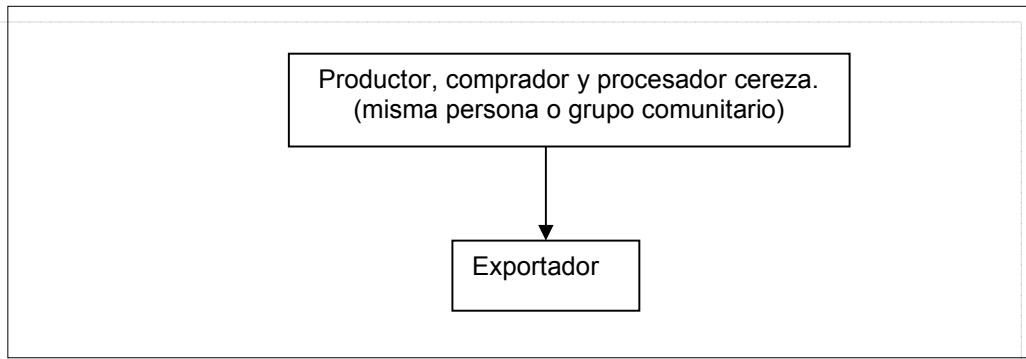 Productor, comprador y procesador cereza.
(misma persona o grupo comunitario)
Exportador